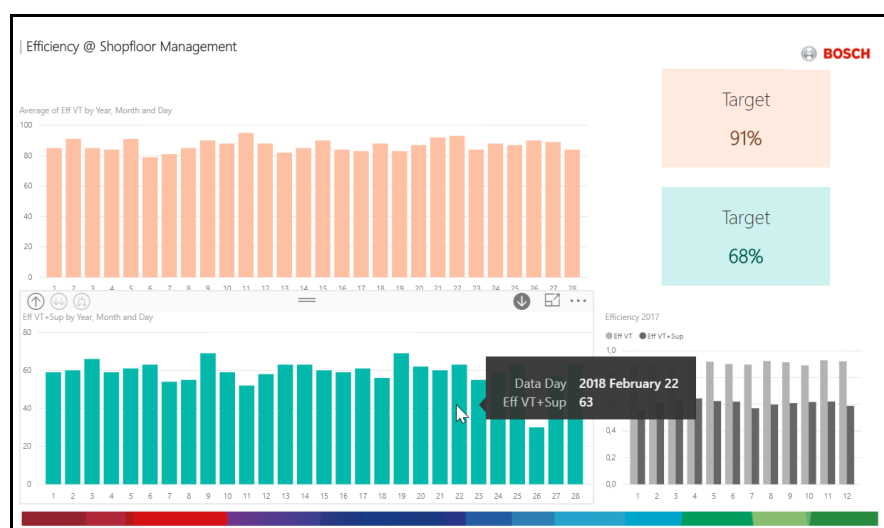 | Efficiency @ Shopfloor Management
BOSCH
Average of Eff VT by Year, Month and Day
100
80
60
40
20
0
1 2 3 4 5 6 7 8 9 10 11 12 13 14 15 16 17 18 19 20 21 22 23 24 25 26 27 28
Target
91%
Target
68%
Eff VT+Sup by Year, Month and Day
80
60
40
20
0
1 2 3 4 5 6 7 8 9 10 11 12 13 14 15 16 17 18 19 20 21 22 23 24 25 26 27 28
Data Day 2018 February 22
Eff VT+Sup 63
Efficiency 2017
Eff VT Eff VT+Sup
1,0
0,4
0,2
0,0
1 2 3 4 5 6 7 8 9 10 11 12